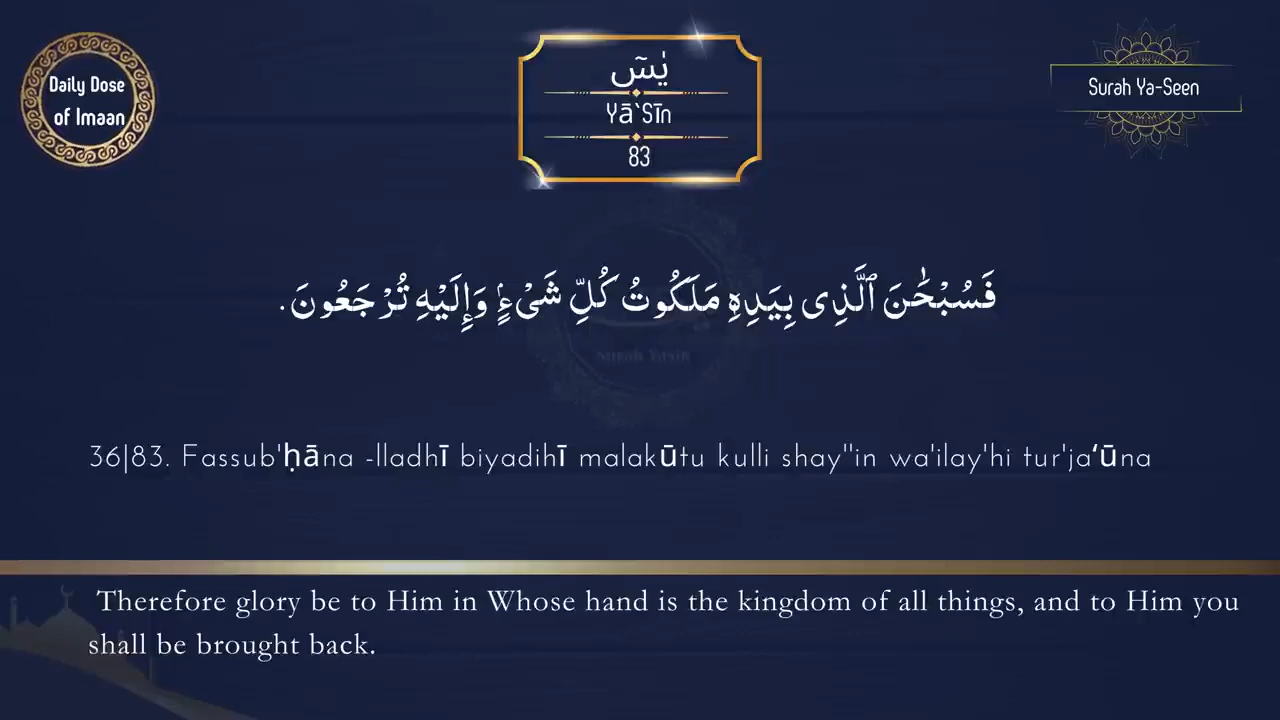 Daily Dose
of Imaan
يٰسٓ
Yā`Sīn
83
Surah Ya-Seen
فَسُبْحَٰنَ ٱلَّذِى بِيَدِهِۦ مَلَكُوتُ كُلِّ شَىْءٍۢ وَإِلَيْهِ تُرْجَعُونَ.
Surah Yasin
36|83. Fassub'ḥāna -lladhī biyadihī malakūtu kulli shay''in wa'ilay'hi tur'ja‘ūna
Therefore glory be to Him in Whose hand is the kingdom of all things, and to Him you
shall be brought back.